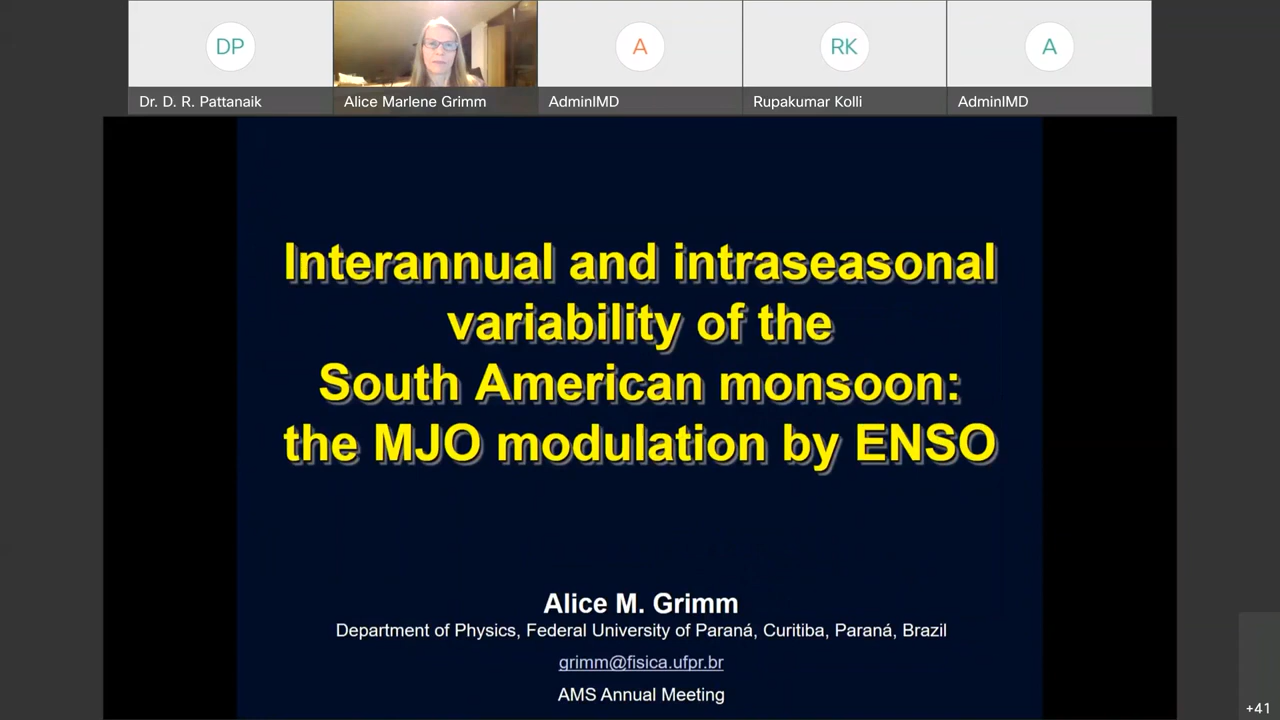 DP
A
RK
A
Dr. D. R. Pattanaik
Alice Marlene Grimm
AdminIMD
Rupakumar Kolli
AdminIMD
Interannual and intraseasonal
variability of the
South American monsoon:
the MJO modulation by ENSO
Alice M. Grimm
Department of Physics, Federal University of Paraná, Curitiba, Paraná, Brazil
grimm@fisica.ufpr.br
AMS Annual Meeting
+41